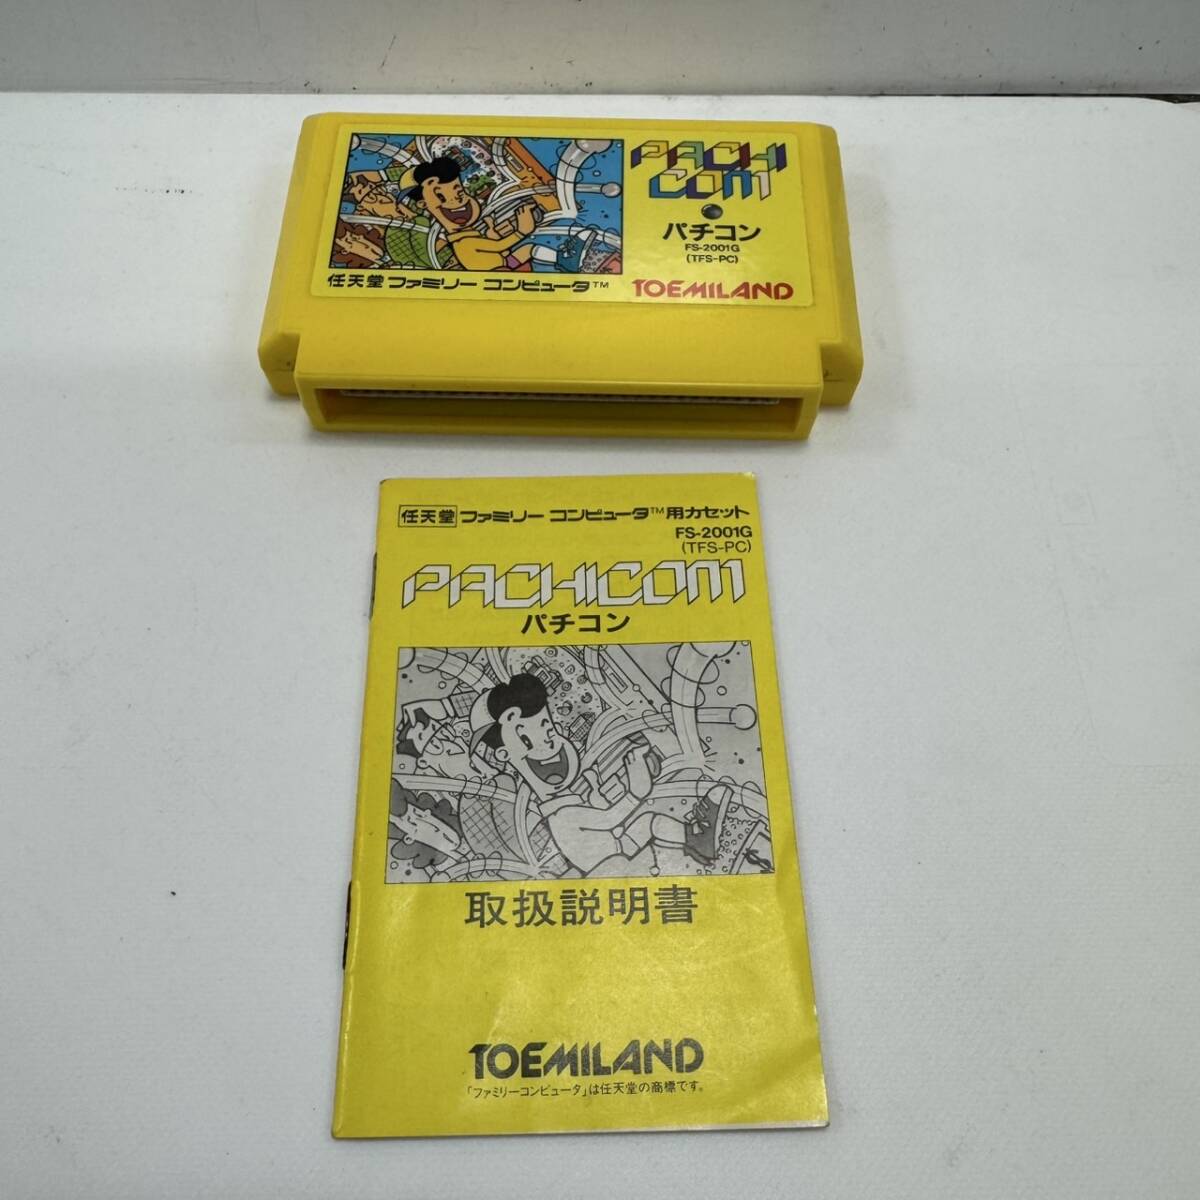 PACHI
COM
パチコン
FS-2001G
(TFS-PC)
任天堂 ファミリー コンピュータ™
TOEMILAND
任天堂 ファミリー コンピュータ™用カセット
FS-2001G
(TFS-PC)
PACHICOM
パチコン
取扱説明書
TOEMILAND
「ファミリーコンピュータ」は任天堂の商標です。